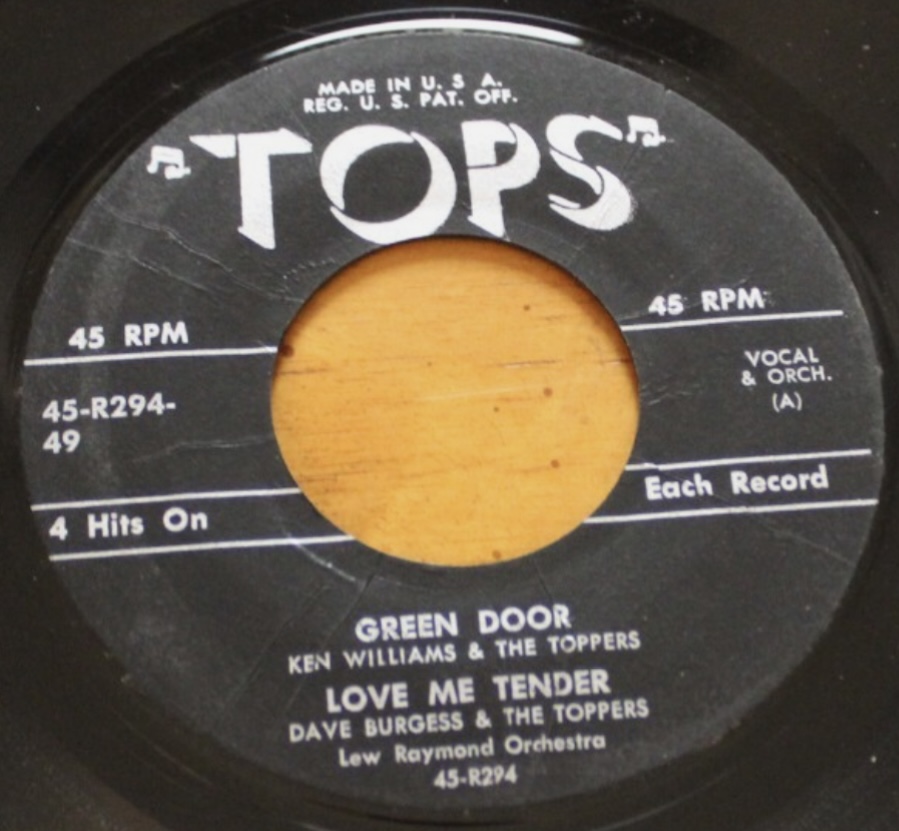 MADE IN U. S A.
REG. U. S. PAT. OFF.
"TOPS"
45 RPM
45 RPM
45-R294-
49
VOCAL
& ORCH.
(A)
4 Hits On
Each Record
GREEN DOOR
KEN WILLIAMS & THE TOPPERS
LOVE ME TENDER
DAVE BURGESS & THE TOPPERS
Lew Raymond Orchestra
45-R294